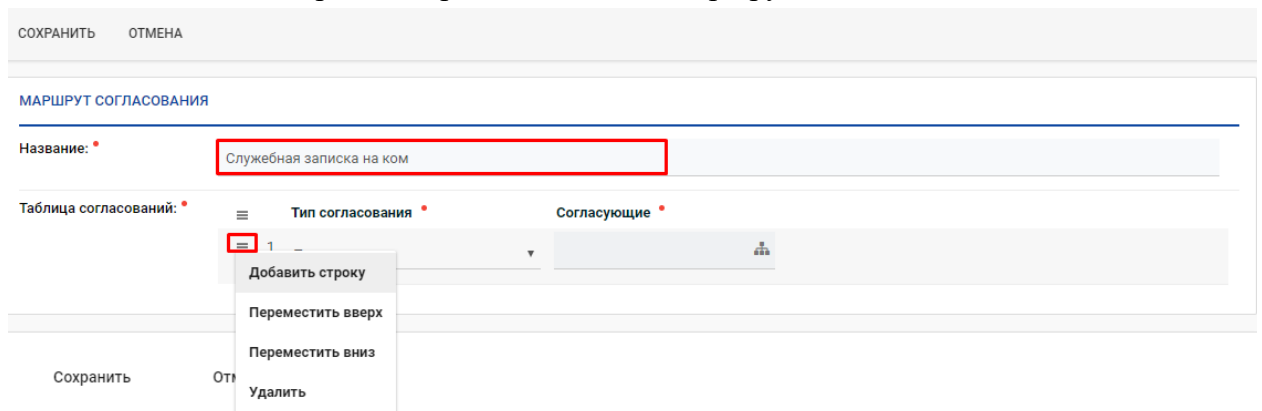 СОХРАНИТЬ ОТМЕНА
МАРШРУТ СОГЛАСОВАНИЯ
Название: *
Служебная записка на ком
Таблица согласований: *
Тип согласования * Согласующие *
1
Добавить строку
Переместить вверх
Переместить вниз
Сохранить
Удалить